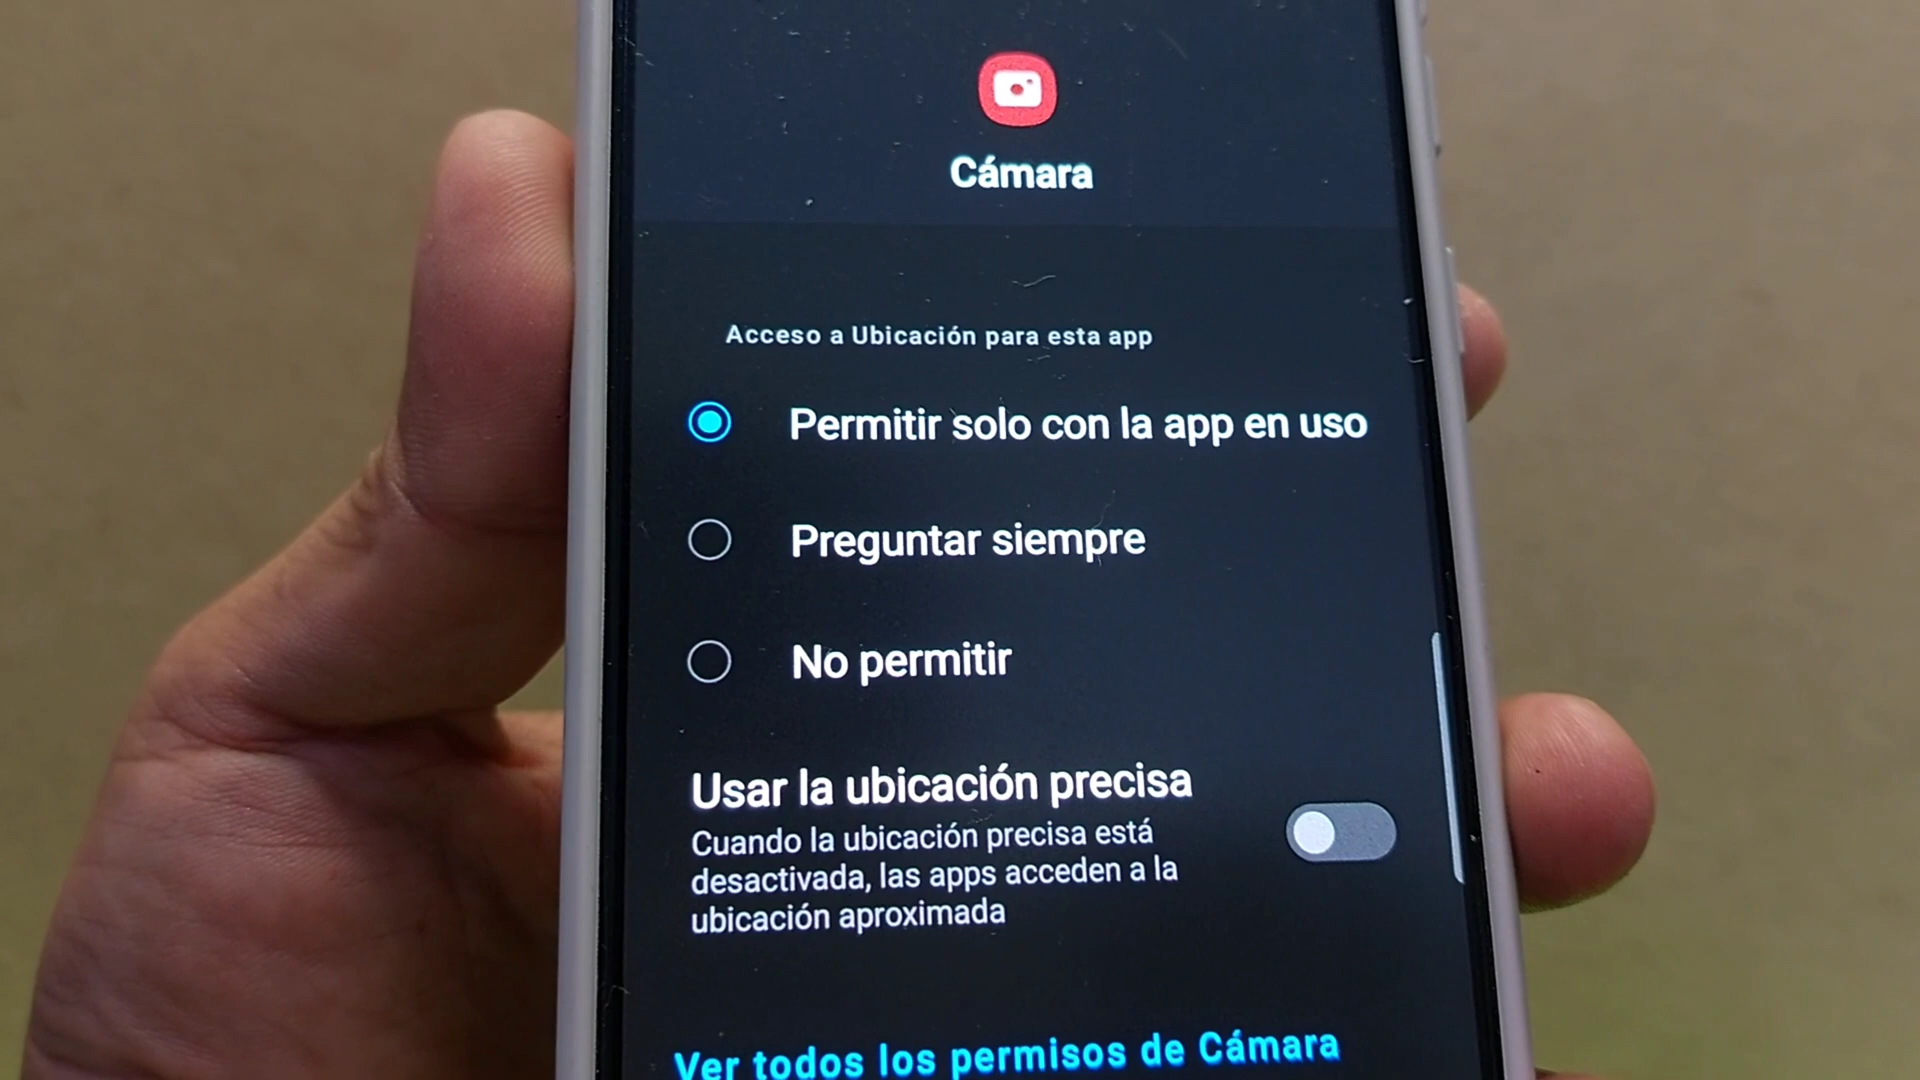 Cámara
Acceso a Ubicación para esta app
Permitir solo con la app en uso
Preguntar siempre
No permitir
Usar la ubicación precisa
Cuando la ubicación precisa está
desactivada, las apps acceden a la
ubicación aproximada
Ver todos los permisos de Cámara